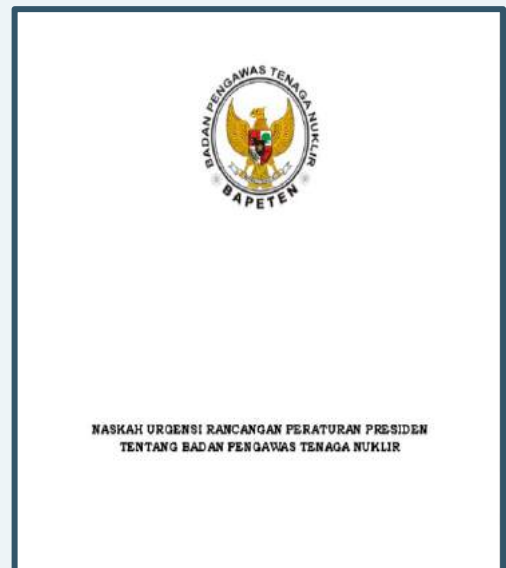 BADAN PENGAWAS TENAGA NUKLIR
BAPETEN
NASKAH URGENSI RANCANGAN PERATURAN PRESIDEN
TENTANG BADAN PENGAWAS TENAGA NUKLIR